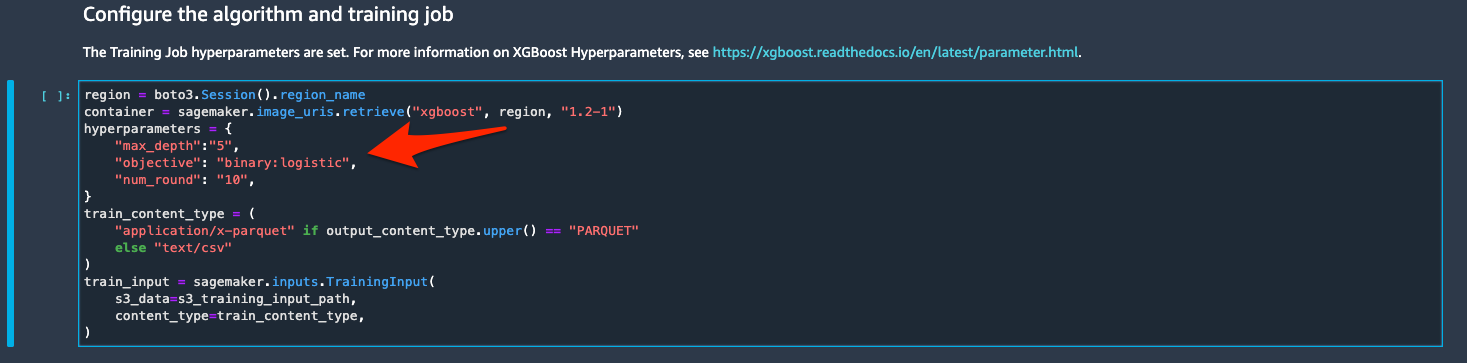 Configure the algorithm and training job
The Training Job hyperparameters are set. For more information on XGBoost Hyperparameters, see https://xgboost.readthedocs.io/en/latest/parameter.html.
[ ]: region = boto3.Session().region_name
container = sagemaker.image_uris.retrieve("xgboost", region, "1.2-1")
hyperparameters = {
    "max_depth":"5",
    "objective": "binary:logistic",
    "num_round": "10",
}
train_content_type = (
    "application/x-parquet" if output_content_type.upper() == "PARQUET"
    else "text/csv"
)
train_input = sagemaker.inputs.TrainingInput(
    s3_data=s3_training_input_path,
    content_type=train_content_type,
)